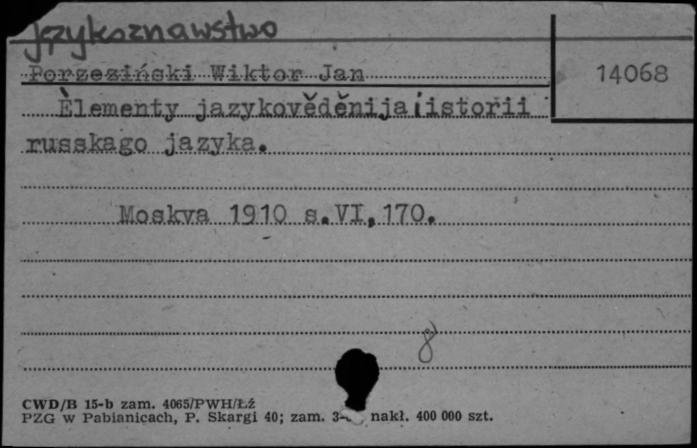 Językoznawstwo
Porzeziński Wiktor Jan
14068
Èlementy jazykověděnija i istorii
russkago jazyka.
Moskva 1910 s.VI,170.
8
CWD/B 15-b zam. 4065/PWH/Łź
PZG w Pabianicach, P. Skargi 40; zam. nakł. 400 000 szt.